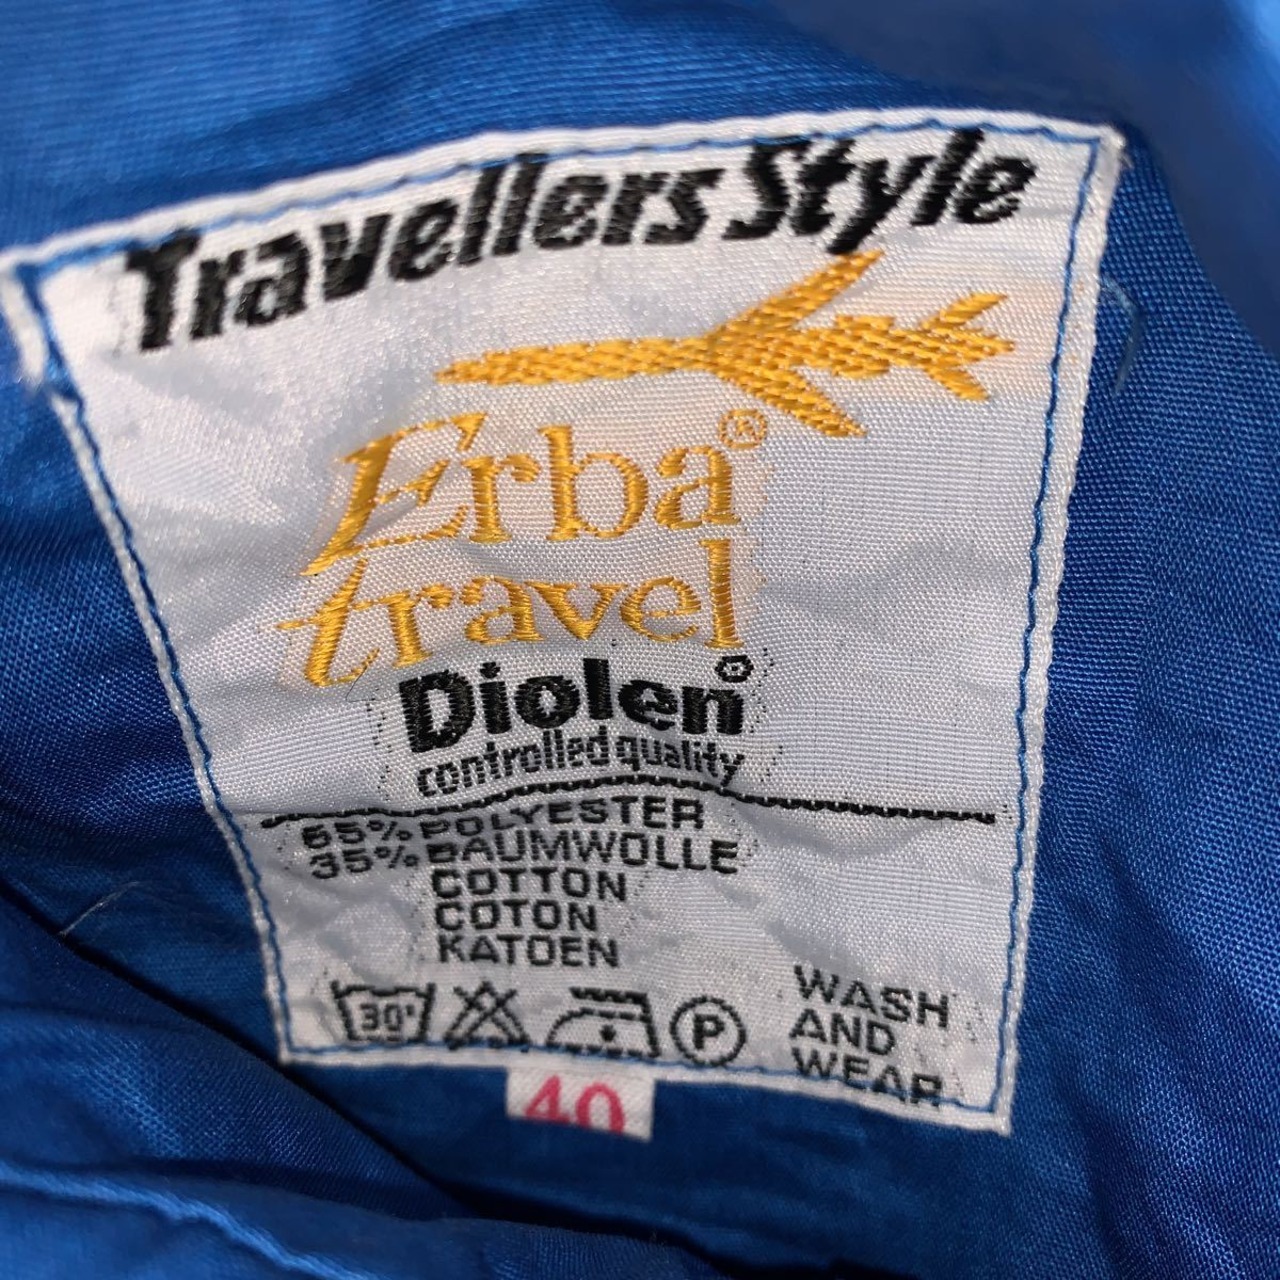 Travellers Style
Erba®
travel
Diolen®
controlled quality
65% POLYESTER
35% BAUMWOLLE
COTTON
COTON
KATOEN
30°
P
WASH
AND
WEAR
40